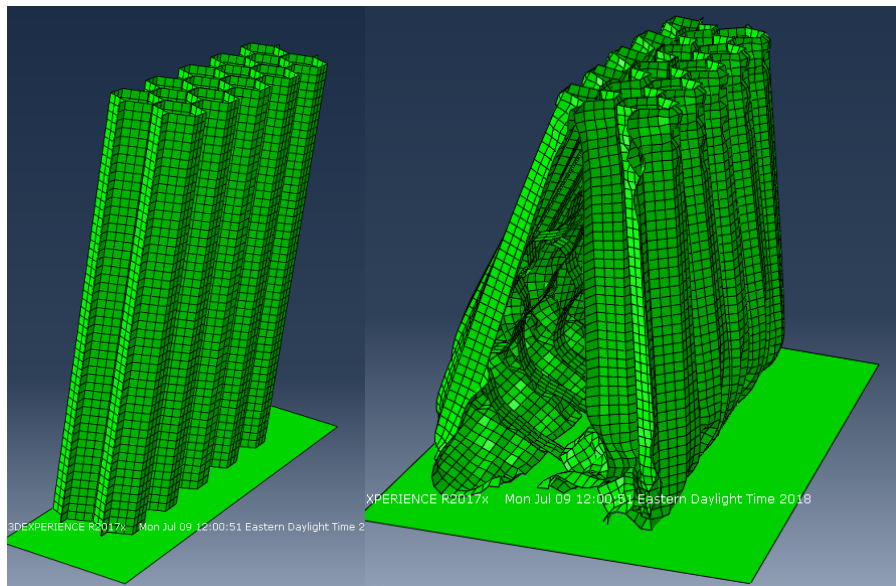 3DEXPERIENCE R2017x Mon Jul 09 12:00:51 Eastern Daylight Time 2
XPERIENCE R2017x Mon Jul 09 12:00:51 Eastern Daylight Time 2018